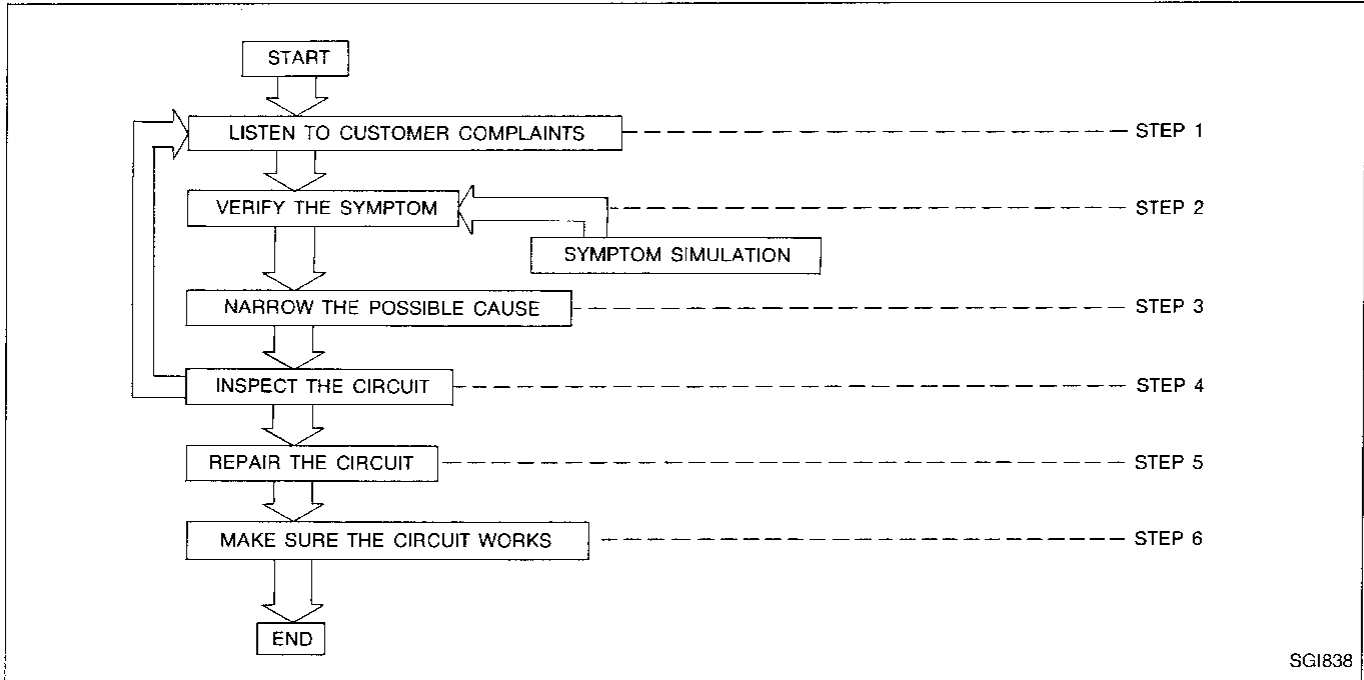 START
LISTEN TO CUSTOMER COMPLAINTS
STEP 1
VERIFY THE SYMPTOM
STEP 2
SYMPTOM SIMULATION
NARROW THE POSSIBLE CAUSE
STEP 3
INSPECT THE CIRCUIT
STEP 4
REPAIR THE CIRCUIT
STEP 5
MAKE SURE THE CIRCUIT WORKS
STEP 6
END
SGI838